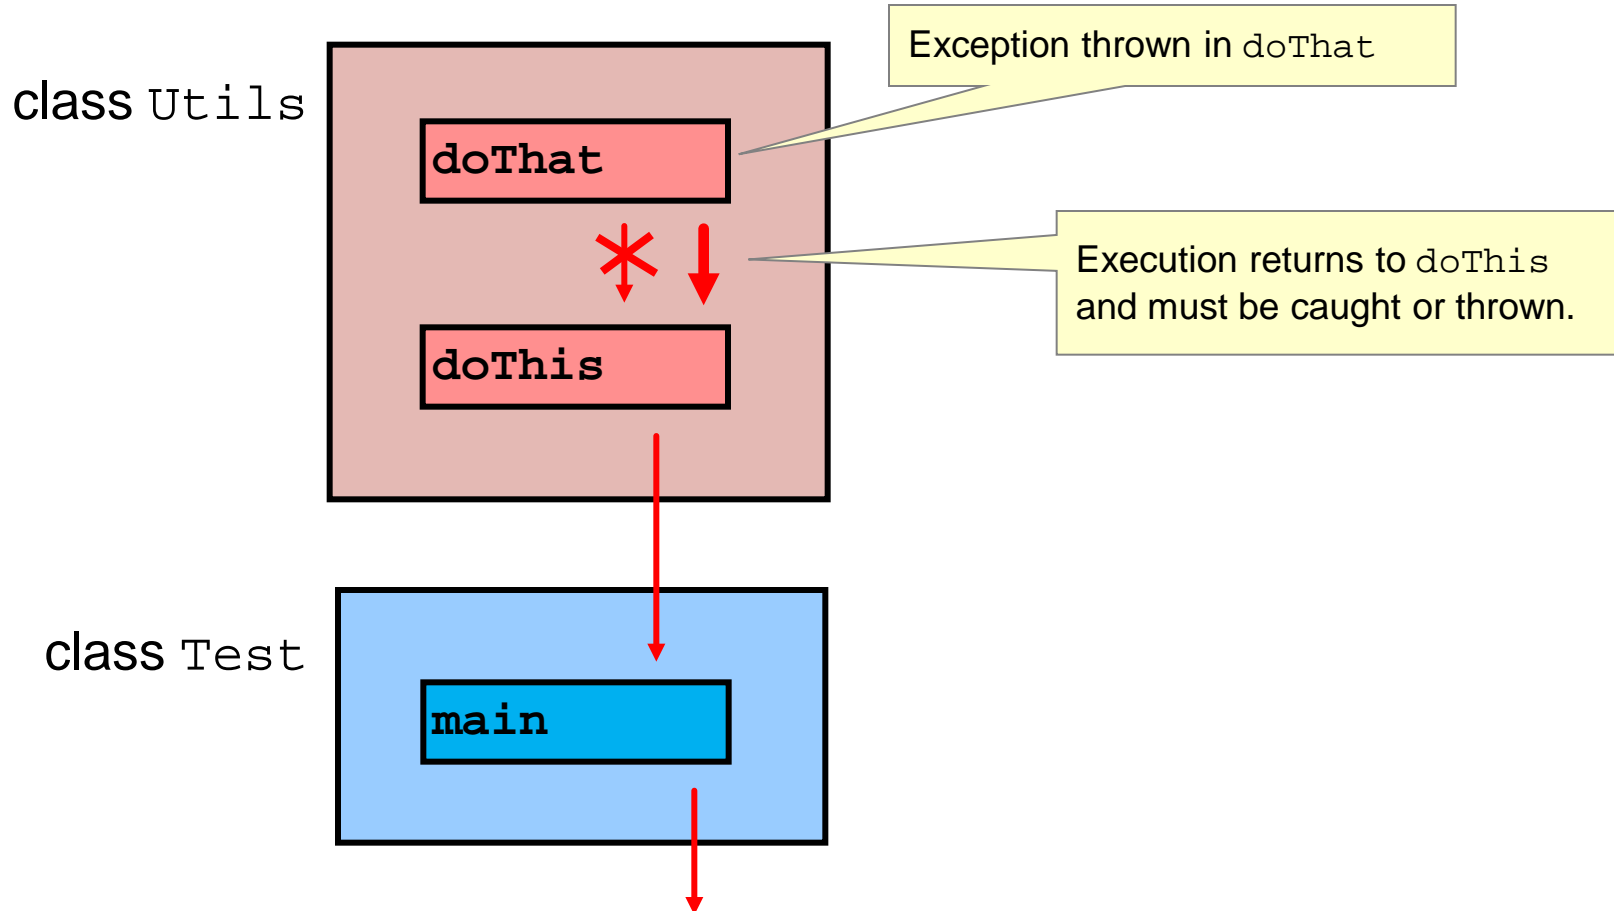 Exception thrown in doThat
class Utils
doThat
Execution returns to doThis
and must be caught or thrown.
doThis
class Test
main